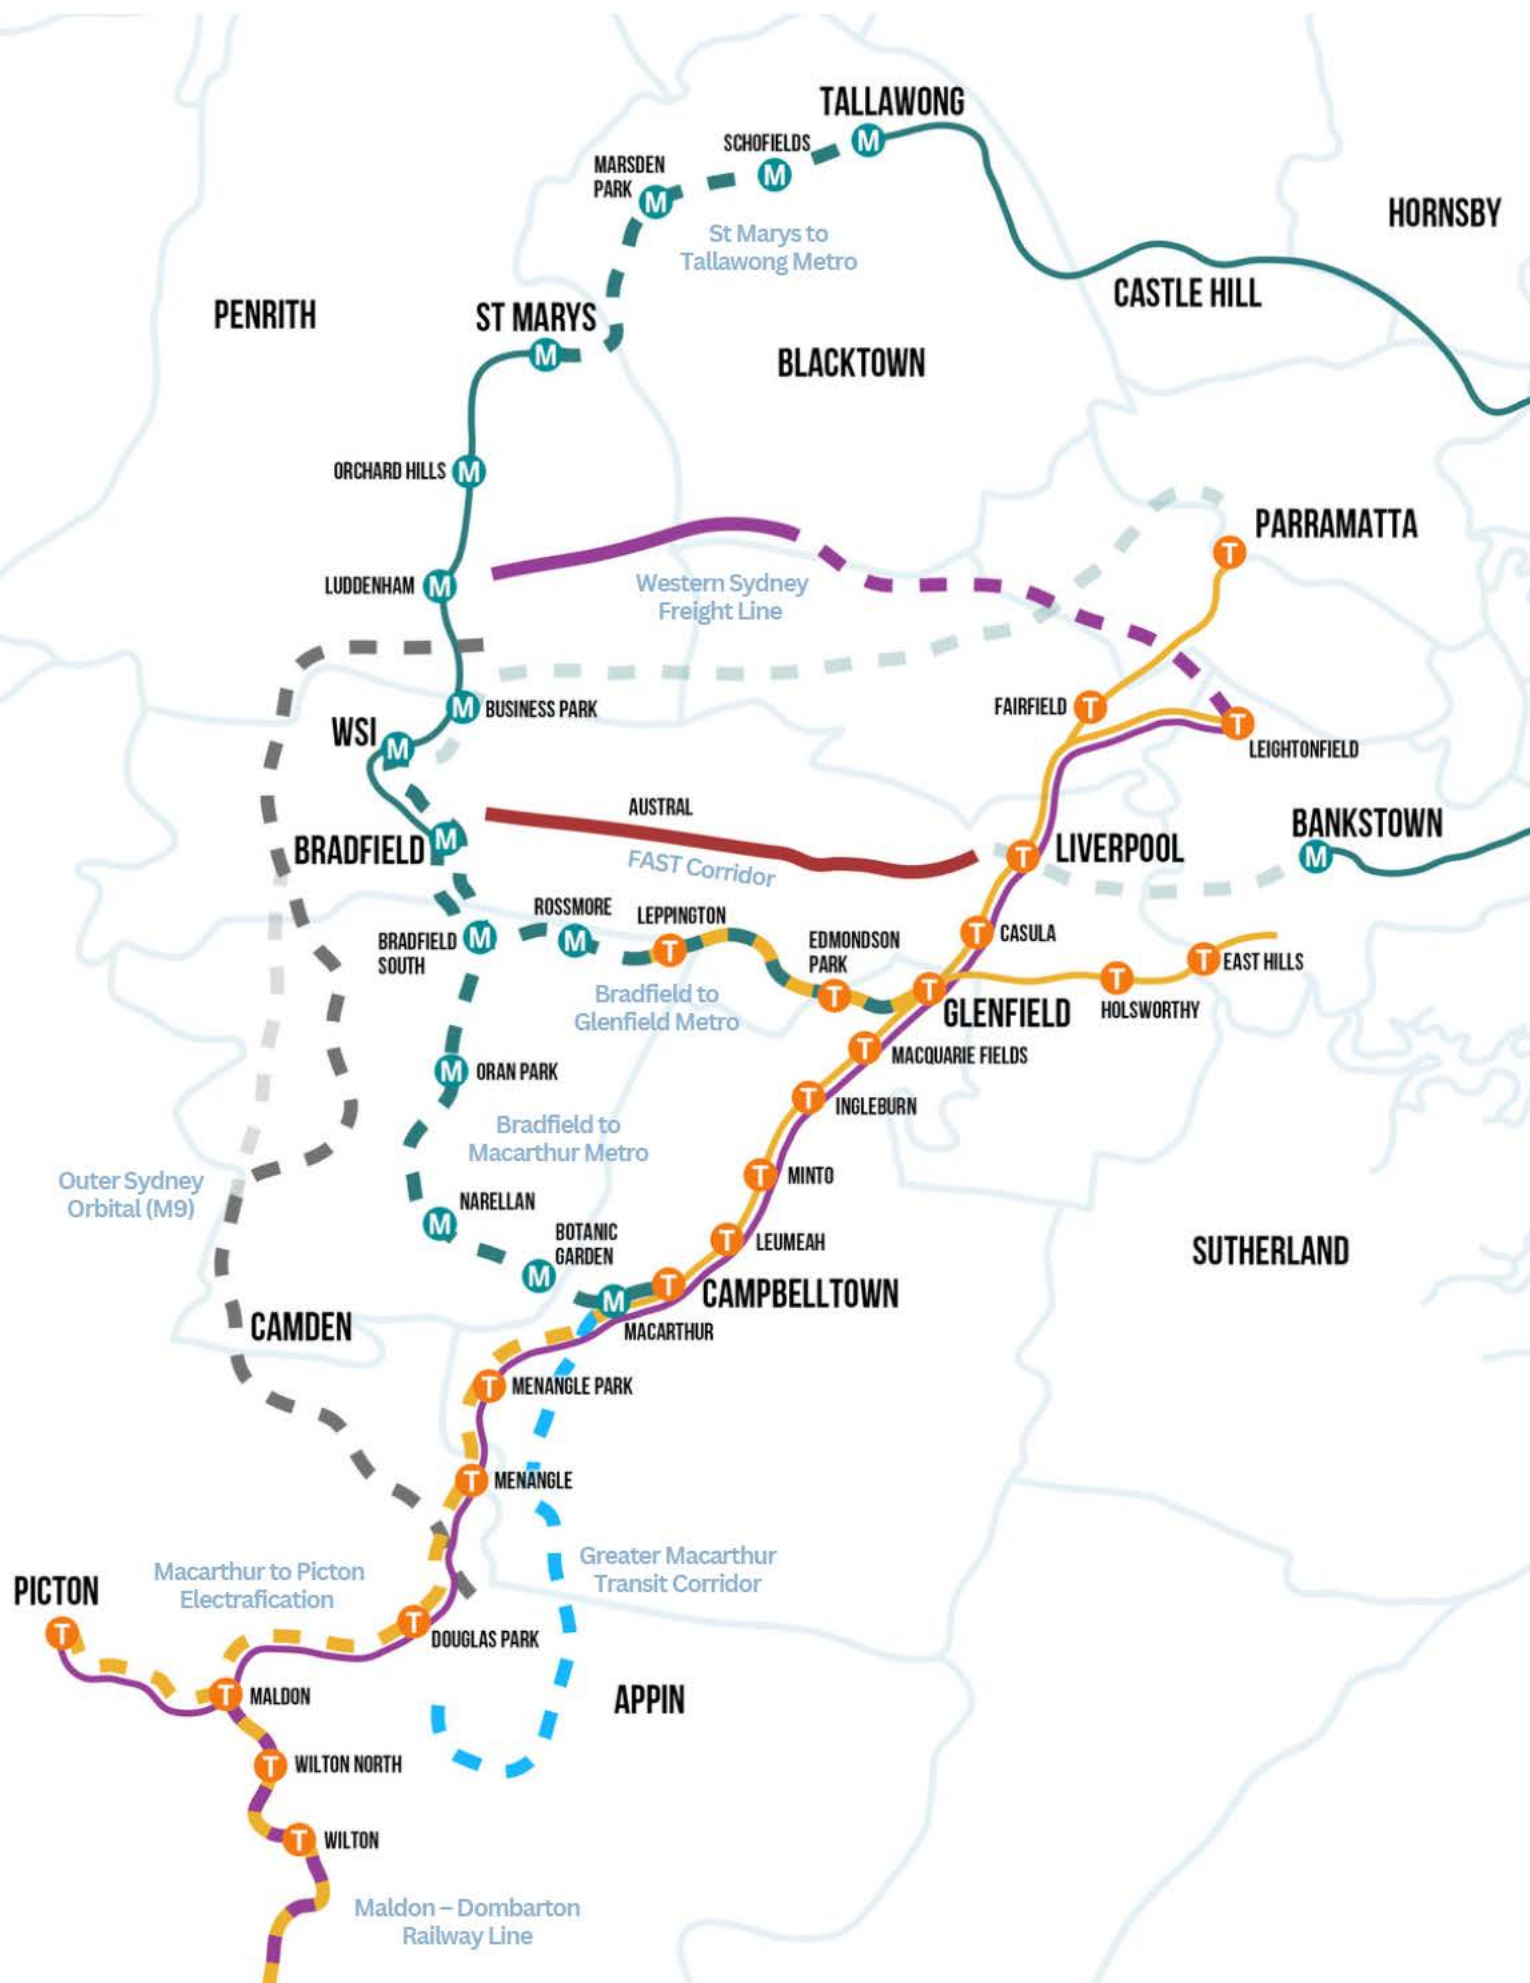 TALLAWONG
SCHOFIELDS
M
M
MARSDEN
PARK
M
HORNSBY
St Marys to
Tallawong Metro
CASTLE HILL
PENRITH
ST MARYS
M
BLACKTOWN
ORCHARD HILLS
M
PARRAMATTA
T
LUDDENHAM
M
Western Sydney
Freight Line
M
BUSINESS PARK
FAIRFIELD
T
T
LEIGHTONFIELD
WSI
M
AUSTRAL
BANKSTOWN
M
BRADFIELD
M
FAST Corridor
T
LIVERPOOL
ROSSMORE
M
LEPPINGTON
T
BRADFIELD
SOUTH
M
EDMONDSON
PARK
T
T
CASULA
T
EAST HILLS
T
HOLSWORTHY
Bradfield to
Glenfield Metro
T
GLENFIELD
T
MACQUARIE FIELDS
M
ORAN PARK
T
INGLEBURN
Bradfield to
Macarthur Metro
Outer Sydney
Orbital (M9)
T
MINTO
NARELLAN
M
BOTANIC
GARDEN
M
T
LEUMEAH
SUTHERLAND
T
CAMPBELLTOWN
M
MACARTHUR
CAMDEN
T
MENANGLE PARK
T
MENANGLE
Macarthur to Picton
Electrafication
Greater Macarthur
Transit Corridor
PICTON
T
T
DOUGLAS PARK
T
MALDON
APPIN
T
WILTON NORTH
T
WILTON
Maldon – Dombarton
Railway Line